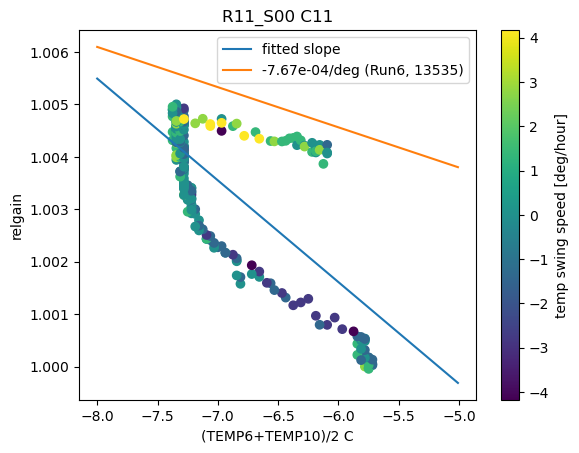 R11_S00 C11
fitted slope
-7.67e-04/deg (Run6, 13535)
relgain
1.006
1.005
1.004
1.003
1.002
1.001
1.000
−8.0 −7.5 −7.0 −6.5 −6.0 −5.5 −5.0
(TEMP6+TEMP10)/2 C
4
3
2
1
0
−1
−2
−3
−4
temp swing speed [deg/hour]